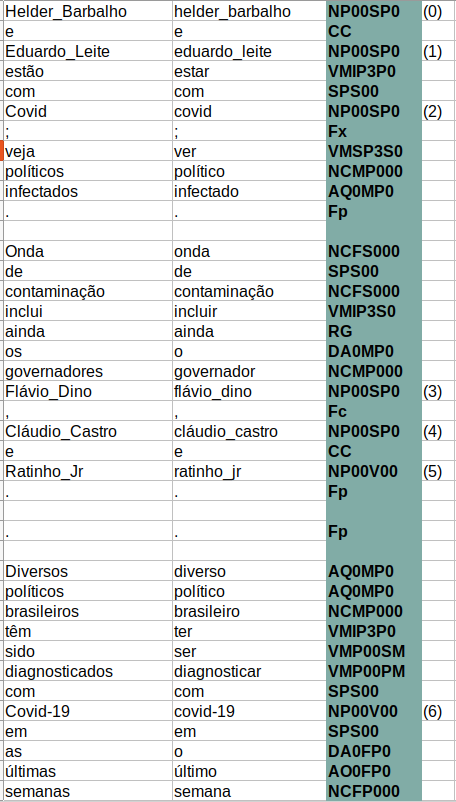 Helder_Barbalho helder_barbalho NP00SP0 (0)
e e CC
Eduardo_Leite eduardo_leite NP00SP0 (1)
estão estar VMIP3P0
com com SPS00
Covid covid NP00SP0 (2)
; ; Fx
veja ver VMSP3S0
políticos político NCMP000
infectados infectado AQ0MP0
. . Fp
Onda onda NCFS000
de de SPS00
contaminação contaminação NCFS000
inclui incluir VMIP3S0
ainda ainda RG
os o DA0MP0
governadores governador NCMP000
Flávio_Dino flávio_dino NP00SP0 (3)
, , Fc
Cláudio_Castro cláudio_castro NP00SP0 (4)
e e CC
Ratinho_Jr ratinho_jr NP00V00 (5)
. . Fp
. . Fp
Diversos diverso AQ0MP0
políticos político AQ0MP0
brasileiros brasileiro NCMP000
têm ter VMIP3P0
sido ser VMP00SM
diagnosticados diagnosticar VMP00PM
com com SPS00
Covid-19 covid-19 NP00V00 (6)
em em SPS00
as o DA0FP0
últimas último AO0FP0
semanas semana NCFP000